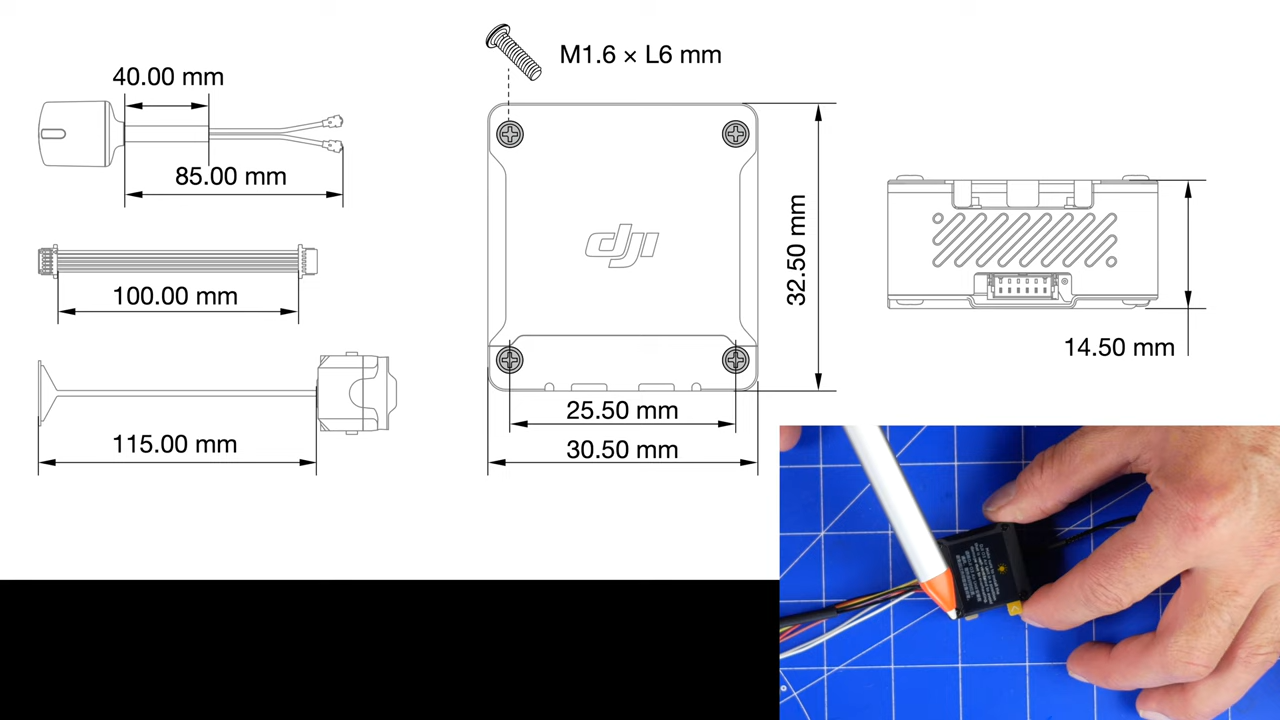 40.00 mm
85.00 mm
100.00 mm
115.00 mm
M1.6 × L6 mm
dji
32.50 mm
25.50 mm
30.50 mm
14.50 mm